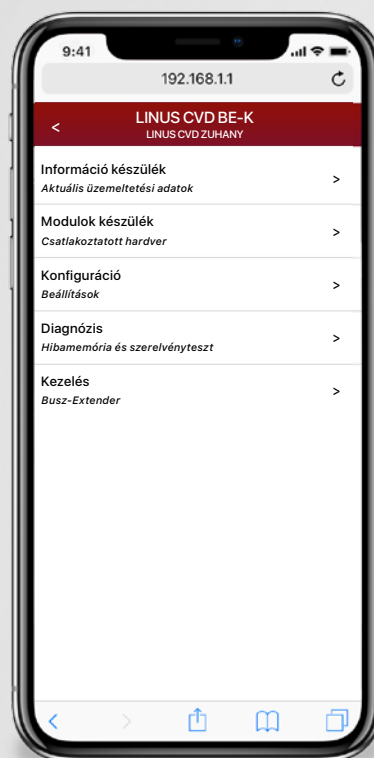 9:41
192.168.1.1
<
LINUS CVD BE-K
LINUS CVD ZUHANY
Információ készülék
Aktuális üzemeltetési adatok
>
Modulok készülék
Csatlakoztatott hardver
>
Konfiguráció
Beállítások
>
Diagnózis
Hibamemória és szerelvényteszt
>
Kezelés
Busz-Extender
>